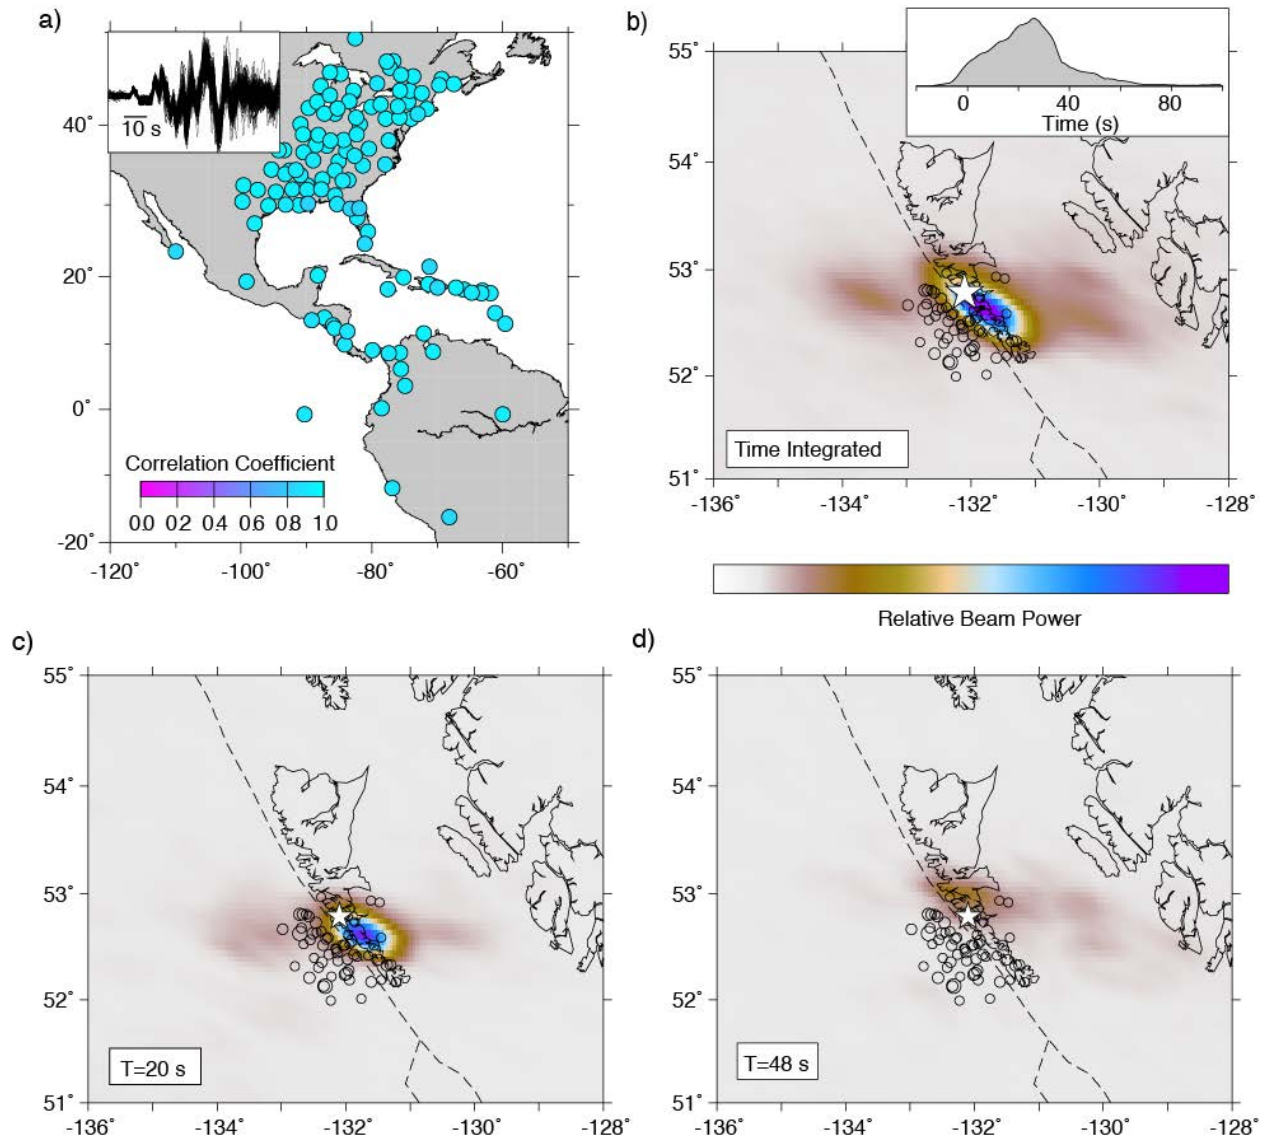 a)
10 s
40˚
20˚
0˚
-20˚
Correlation Coefficient
0.0 0.2 0.4 0.6 0.8 1.0
-120˚ -100˚ -80˚ -60˚
b)
0 40 80
Time (s)
55˚
54˚
53˚
52˚
51˚
Time Integrated
-136˚ -134˚ -132˚ -130˚ -128˚
Relative Beam Power
c)
55˚
54˚
53˚
52˚
51˚
T=20 s
-136˚ -134˚ -132˚ -130˚ -128˚
d)
55˚
54˚
53˚
52˚
51˚
T=48 s
-136˚ -134˚ -132˚ -130˚ -128˚